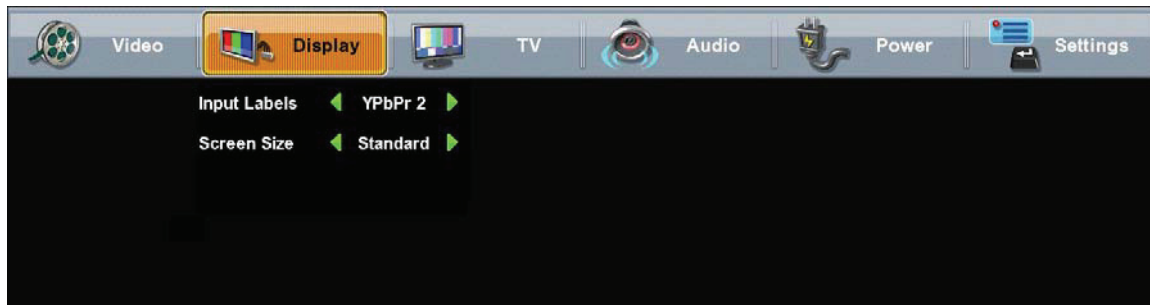 Video Display TV Audio Power Settings
Input Labels YPbPr 2
Screen Size Standard